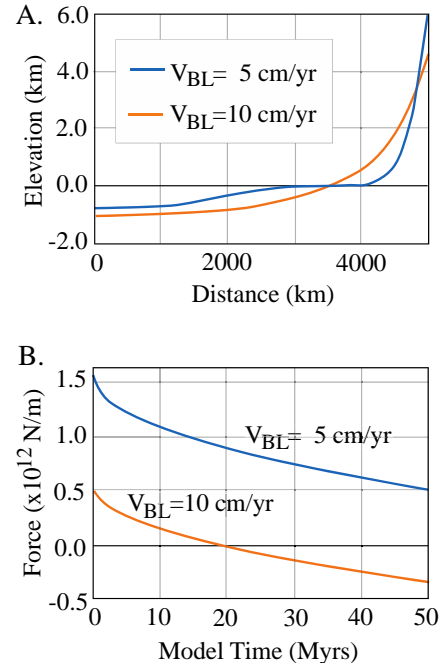 A.
6.0
4.0
2.0
0.0
-2.0
Elevation (km)
V_BL= 5 cm/yr
V_BL=10 cm/yr
0
2000
4000
Distance (km)
B.
1.5
1.0
0.5
0.0
-0.5
Force (x10^12 N/m)
V_BL= 5 cm/yr
V_BL=10 cm/yr
0
10
20
30
40
50
Model Time (Myrs)